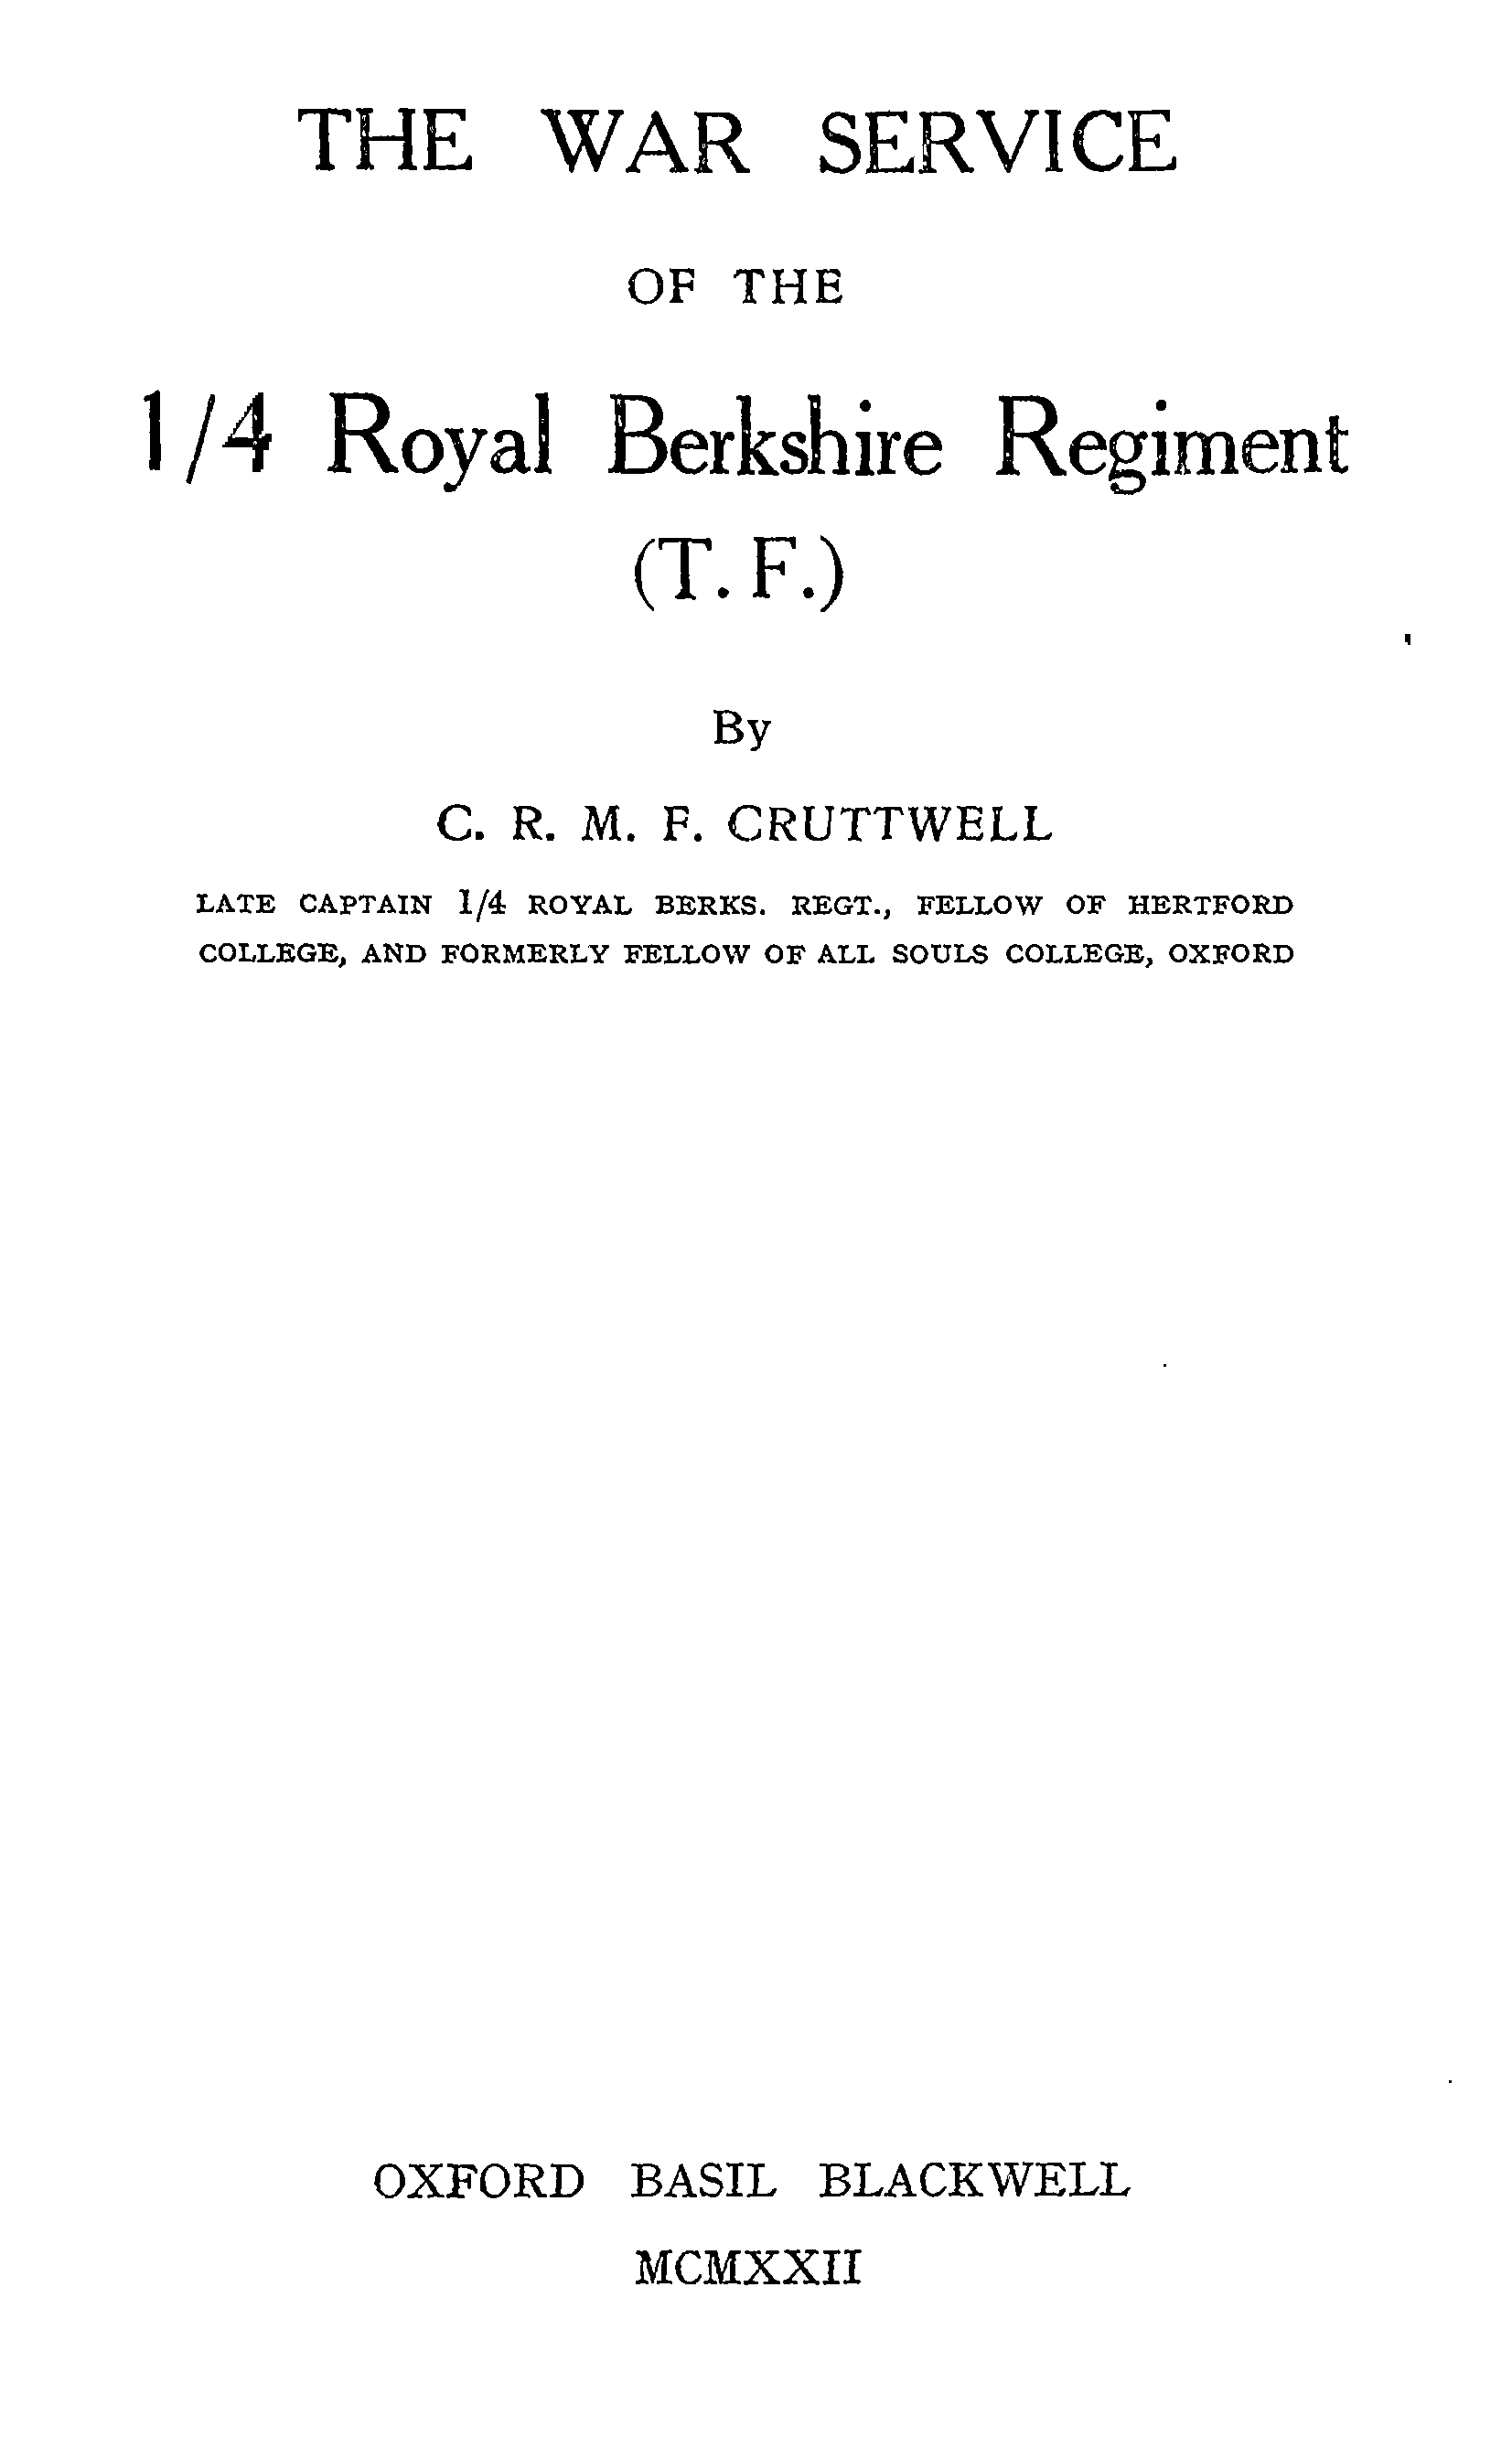 THE WAR SERVICE
OF THE
1/4 Royal Berkshire Regiment
(T. F.)
By
C. R. M. F. CRUTTWELL
LATE CAPTAIN 1/4 ROYAL BERKS. REGT., FELLOW OF HERTFORD
COLLEGE, AND FORMERLY FELLOW OF ALL SOULS COLLEGE, OXFORD
OXFORD BASIL BLACKWELL
MCMXXII